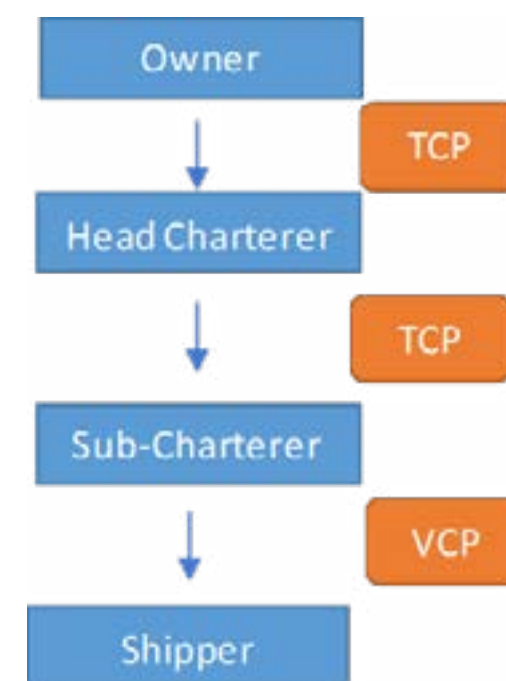 Owner
TCP
Head Charterer
TCP
Sub-Charterer
VCP
Shipper